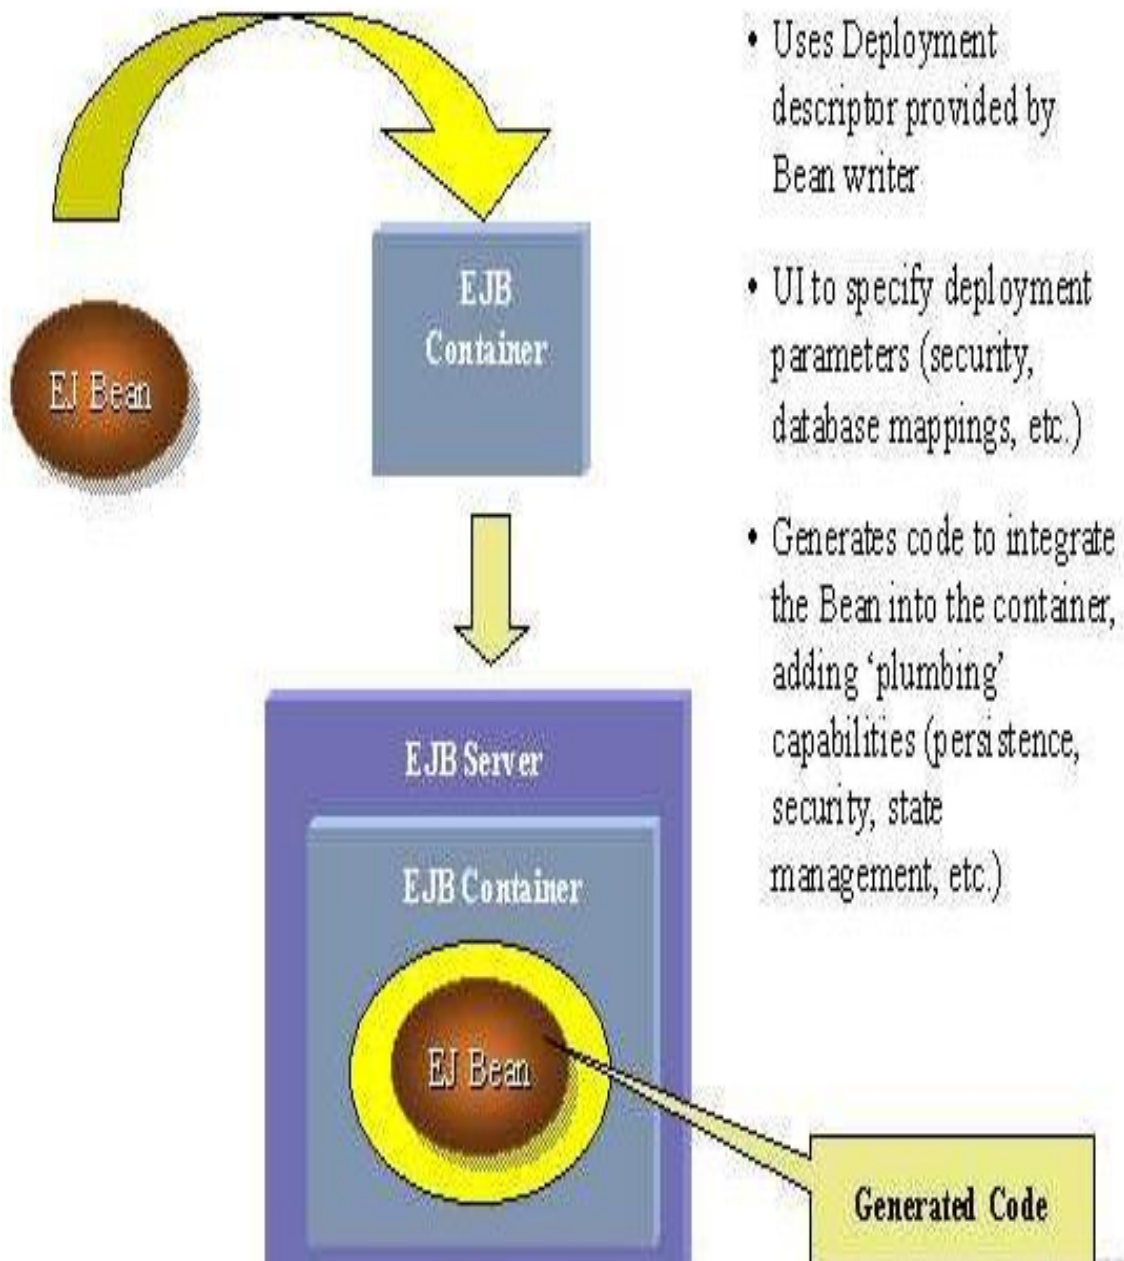 • Uses Deployment
descriptor provided by
Bean writer
• UI to specify deployment
parameters (security,
database mappings, etc.)
• Generates code to integrate
the Bean into the container,
adding ‘plumbing’
capabilities (persistence,
security, state
management, etc.)
EJ Bean
EJB
Container
EJB Server
EJB Container
EJ Bean
Generated Code